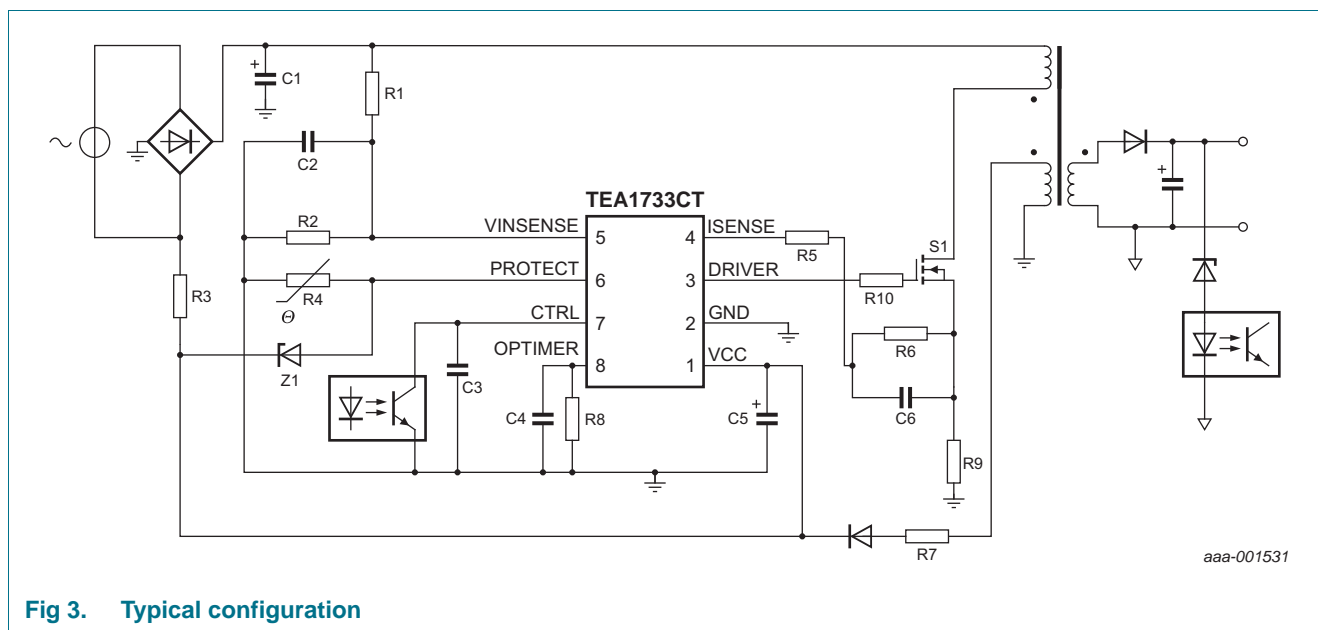 C1
R1
C2
TEA1733CT
R2
VINSENSE
5
4
ISENSE
R5
S1
R3
R4
Θ
PROTECT
6
3
DRIVER
R10
CTRL
7
2
GND
R6
Z1
C3
OPTIMER
8
1
VCC
C4
R8
C5
C6
R9
R7
aaa-001531
Fig 3. Typical configuration
+
+
+
~